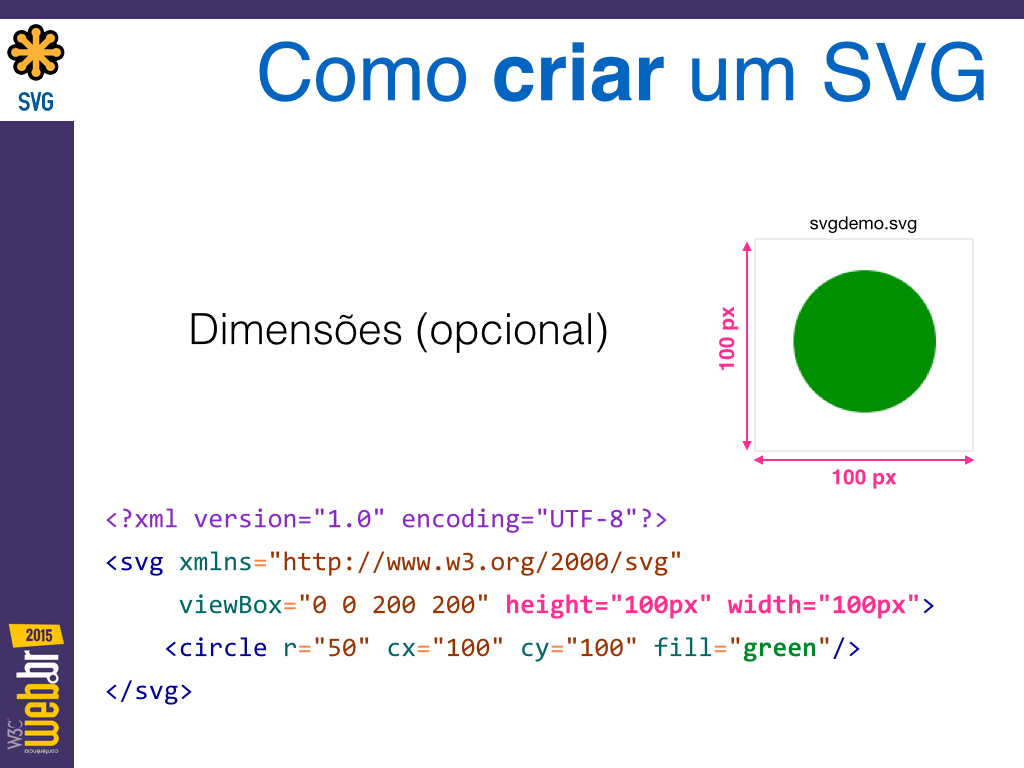 SVG
Como criar um SVG
svgdemo.svg
100 px
Dimensões (opcional)
100 px
<?xml version="1.0" encoding="UTF-8"?>
<svg xmlns="http://www.w3.org/2000/svg"
viewBox="0 0 200 200" height="100px" width="100px">
<circle r="50" cx="100" cy="100" fill="green"/>
</svg>
2015
W3C
conferência
web.br